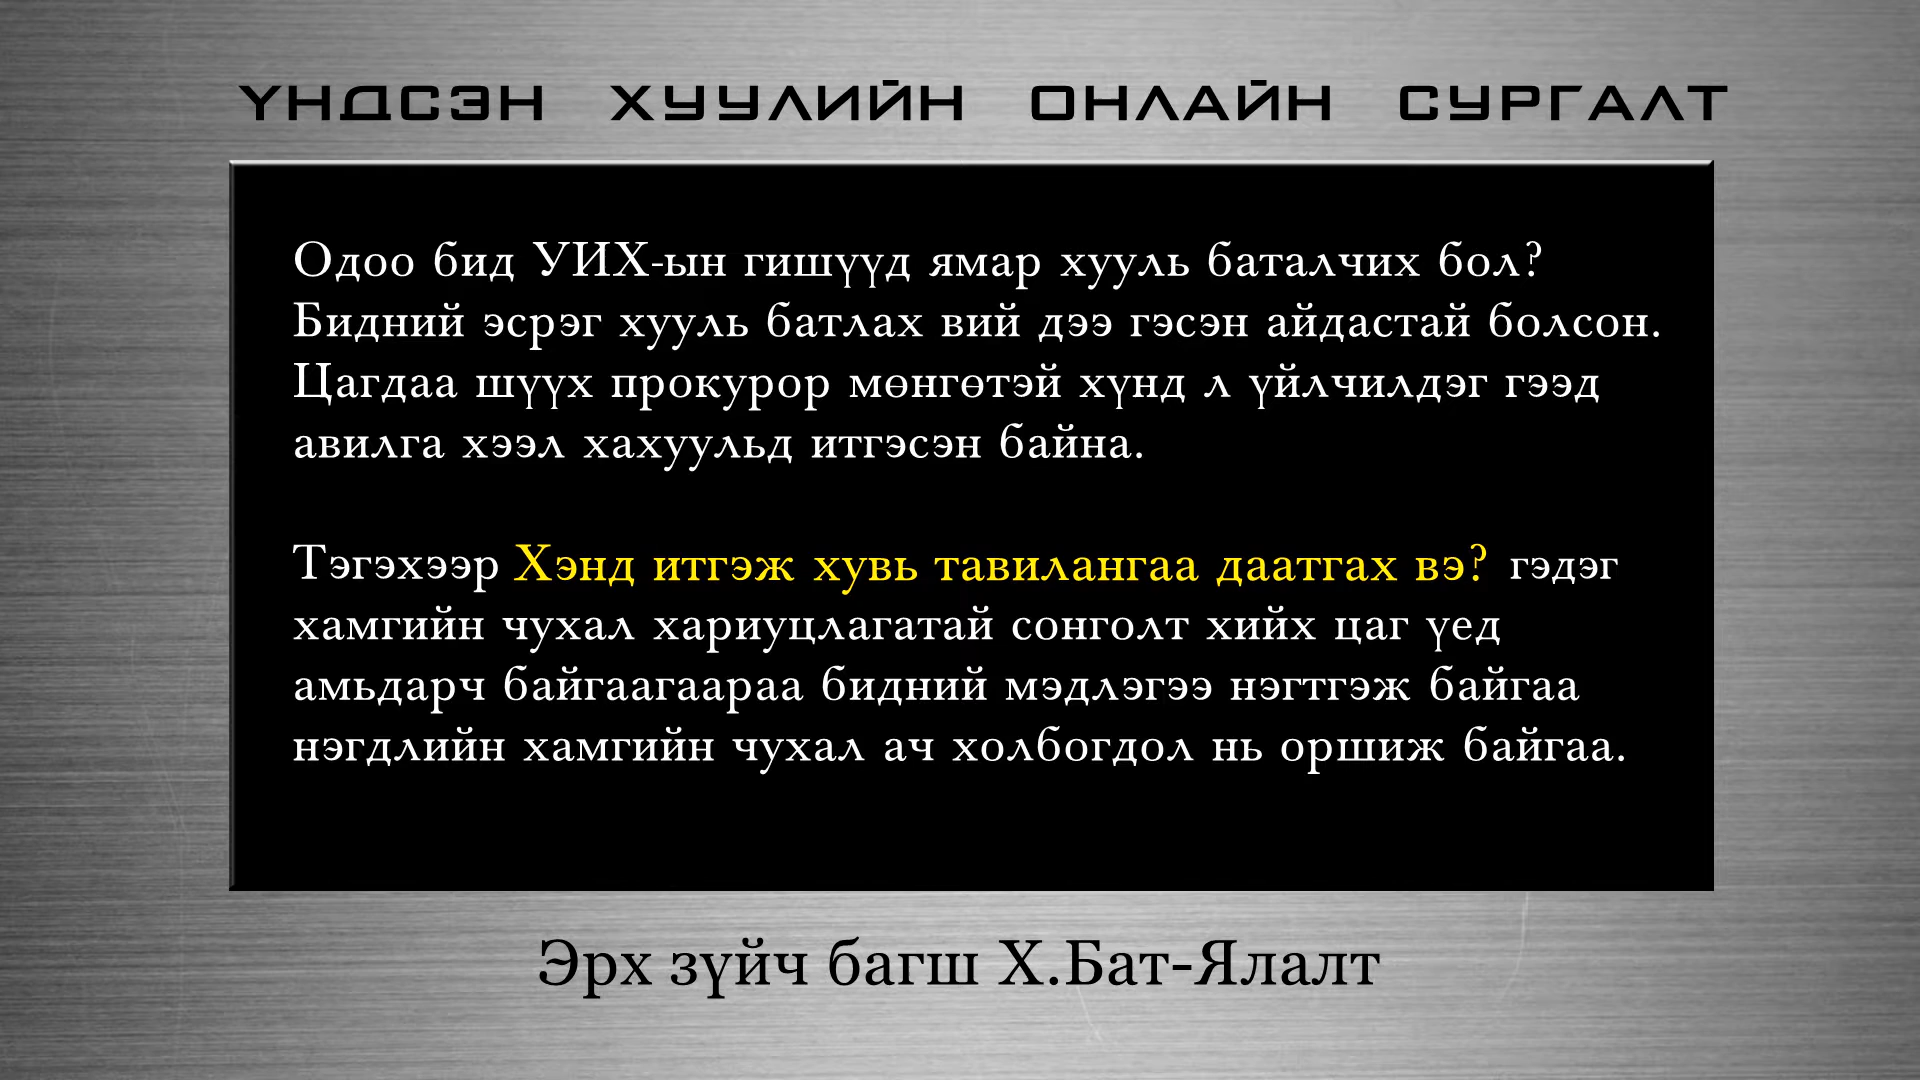 ҮНДСЭН ХУУЛИЙН ОНЛАЙН СУРГАЛТ
Одоо бид УИХ-ын гишүүд ямар хууль баталчих бол?
Бидний эсрэг хууль батлах вий дээ гэсэн айдастай болсон.
Цагдаа шүүх прокурор мөнгөтэй хүнд л үйлчилдэг гээд
авилга хээл хахуульд итгэсэн байна.
Тэгэхээр Хэнд итгэж хувь тавилангаа даатгах вэ? гэдэг
хамгийн чухал хариуцлагатай сонголт хийх цаг үед
амьдарч байгаагаараа бидний мэдлэгээ нэгтгэж байгаа
нэгдлийн хамгийн чухал ач холбогдол нь оршиж байгаа.
Эрх зүйч багш Х.Бат-Ялалт